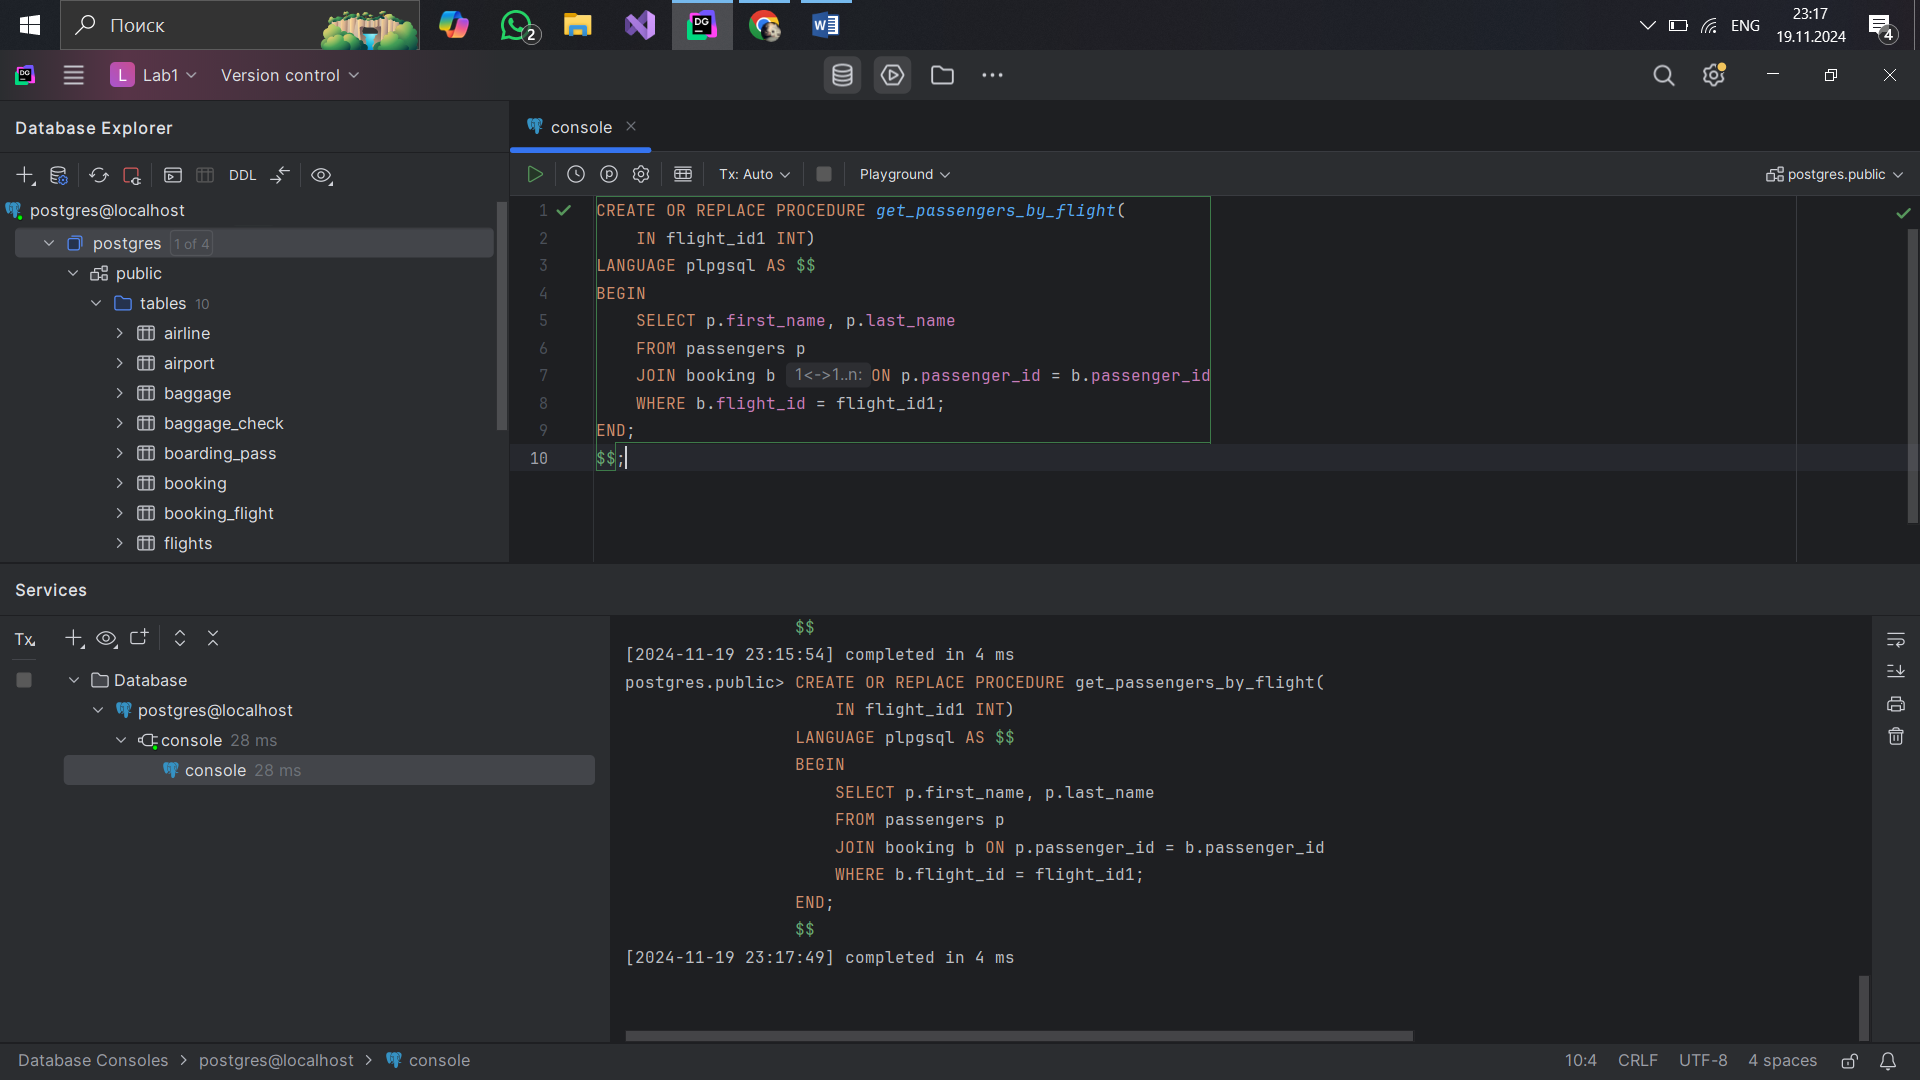 Поиск
2
DG
ENG
23:17
19.11.2024
4
DG
L Lab1
Version control
Database Explorer
console
DDL
Tx: Auto
Playground
postgres.public
postgres@localhost
postgres 1 of 4
public
tables 10
airline
airport
baggage
baggage_check
boarding_pass
booking
booking_flight
flights
1 CREATE OR REPLACE PROCEDURE get_passengers_by_flight(
2 IN flight_id1 INT)
3 LANGUAGE plpgsql AS $$
4 BEGIN
5 SELECT p.first_name, p.last_name
6 FROM passengers p
7 JOIN booking b 1<->1..n: ON p.passenger_id = b.passenger_id
8 WHERE b.flight_id = flight_id1;
9 END;
10 $$;
Services
Tx
Database
postgres@localhost
console 28 ms
console 28 ms
$$
[2024-11-19 23:15:54] completed in 4 ms
postgres.public> CREATE OR REPLACE PROCEDURE get_passengers_by_flight(
IN flight_id1 INT)
LANGUAGE plpgsql AS $$
BEGIN
SELECT p.first_name, p.last_name
FROM passengers p
JOIN booking b ON p.passenger_id = b.passenger_id
WHERE b.flight_id = flight_id1;
END;
$$
[2024-11-19 23:17:49] completed in 4 ms
Database Consoles > postgres@localhost > console
10:4 CRLF UTF-8 4 spaces